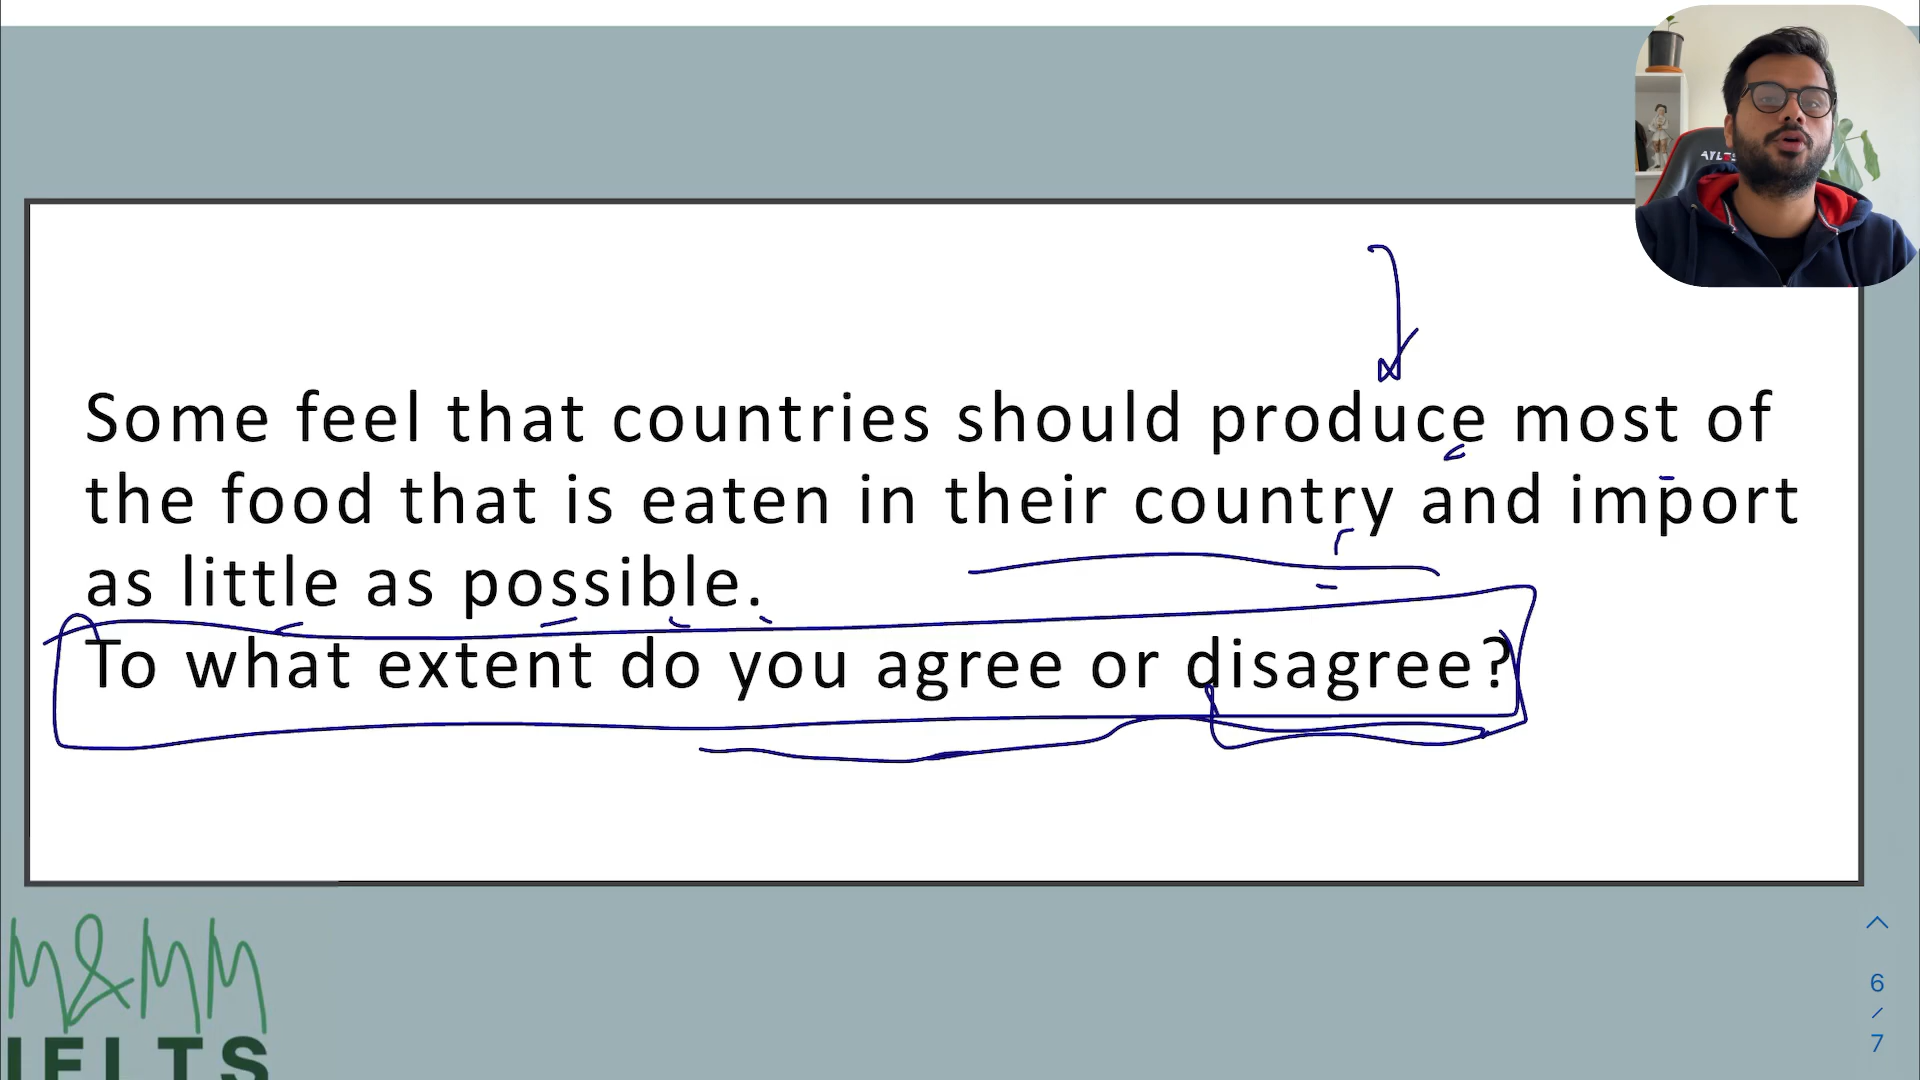 Some feel that countries should produce most of
the food that is eaten in their country and import
as little as possible.
To what extent do you agree or disagree?
M&MM
IELTS
6
/
7